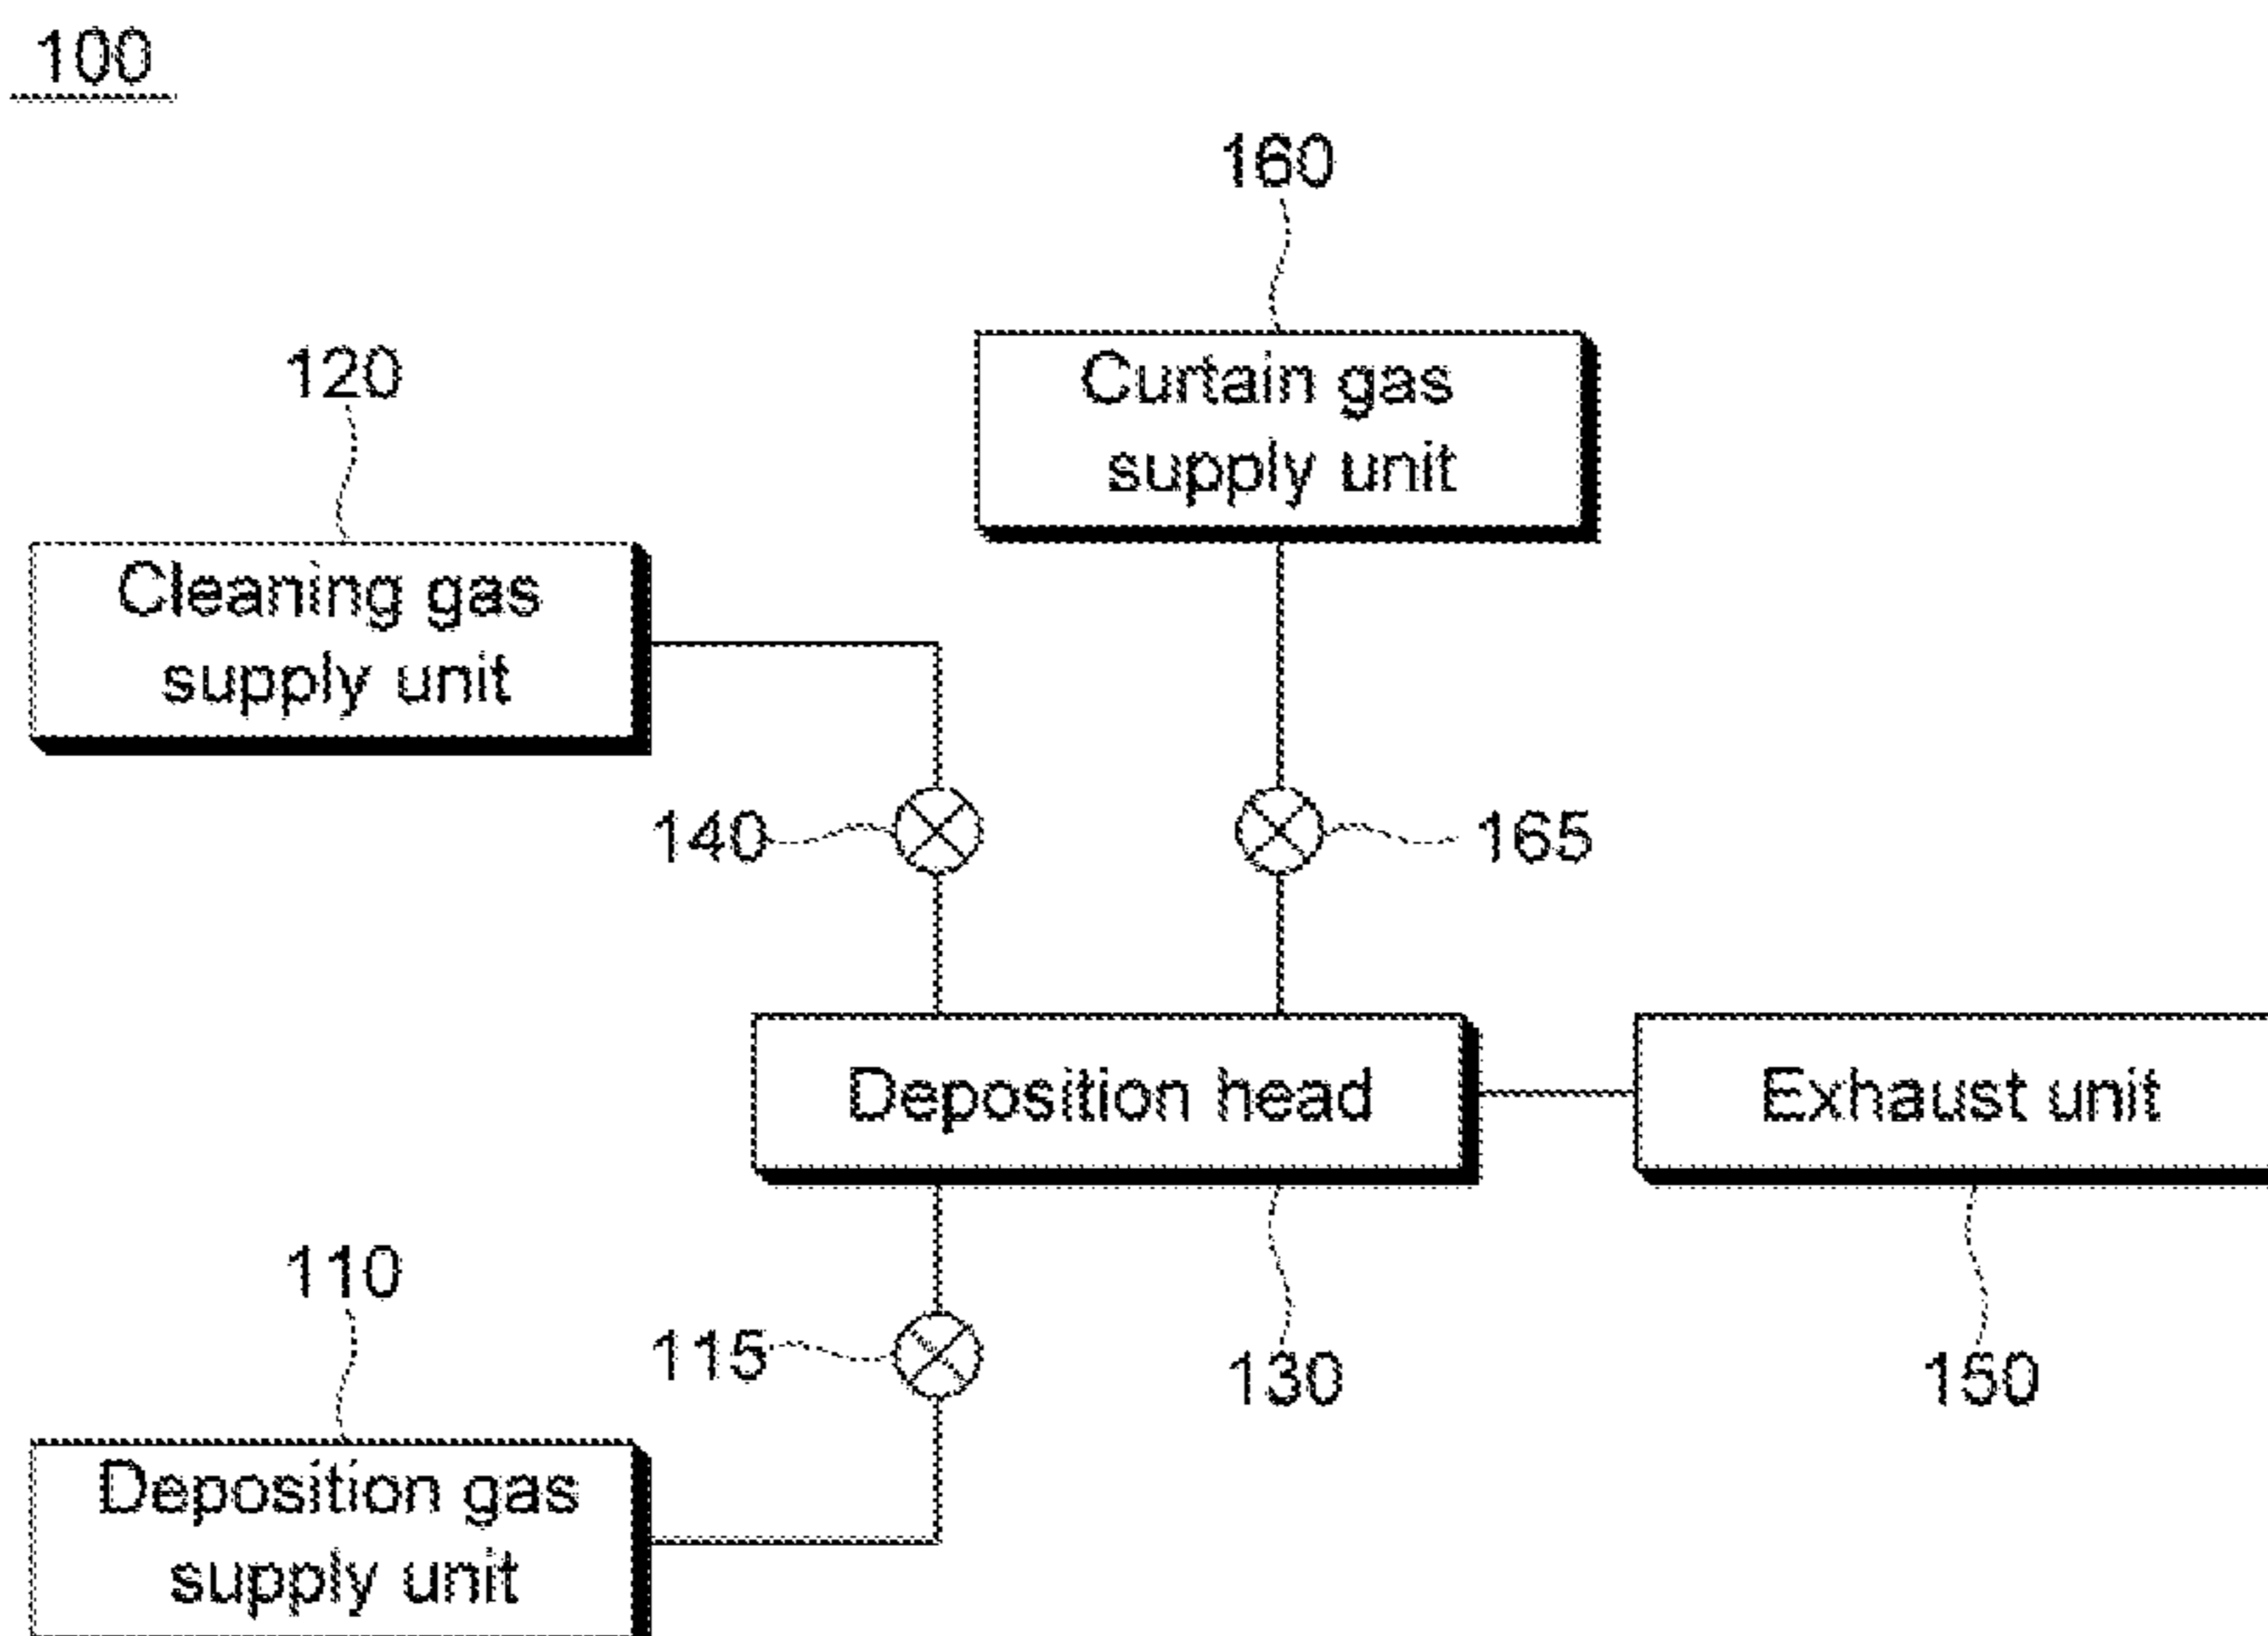 100
160
120
Curtain gas
supply unit
Cleaning gas
supply unit
140
165
Deposition head
Exhaust unit
110
115
130
150
Deposition gas
supply unit